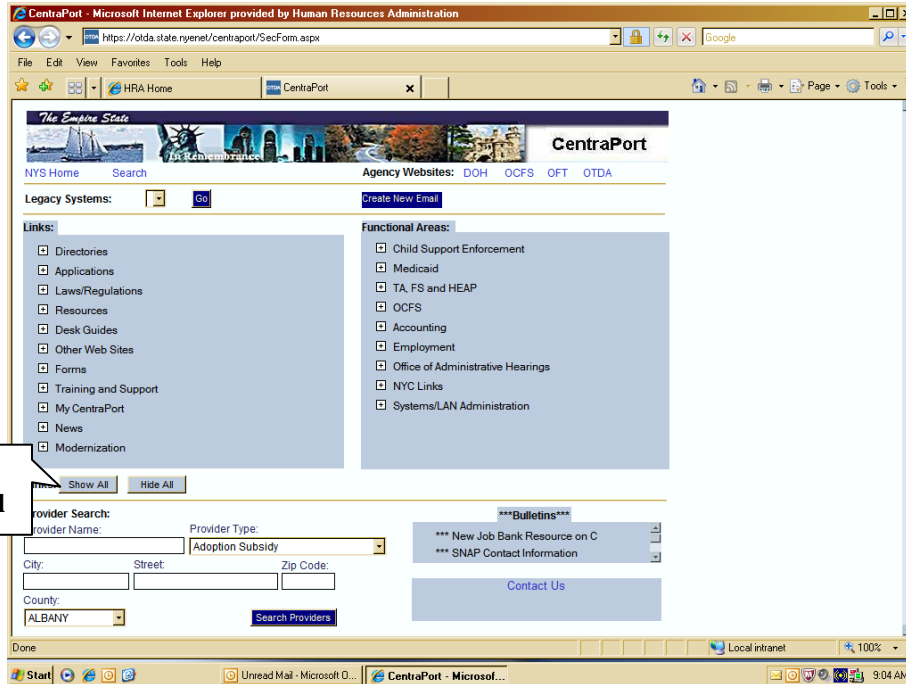 CentraPort - Microsoft Internet Explorer provided by Human Resources Administration
https://otda.state.nyenet/centraport/SecForm.aspx
Google
File Edit View Favorites Tools Help
HRA Home
CentraPort
Page
Tools
The Empire State
In Remembrance
CentraPort
NYS Home Search
Agency Websites: DOH OCFS OFT OTDA
Legacy Systems: Go
Create New Email
Links:
Functional Areas:
Directories
Applications
Laws/Regulations
Resources
Desk Guides
Other Web Sites
Forms
Training and Support
My CentraPort
News
Modernization
Child Support Enforcement
Medicaid
TA, FS and HEAP
OCFS
Accounting
Employment
Office of Administrative Hearings
NYC Links
Systems/LAN Administration
Show All Hide All
rovider Search:
rovider Name: Provider Type:
Adoption Subsidy
City: Street: Zip Code:
County:
ALBANY
Search Providers
***Bulletins***
*** New Job Bank Resource on C
*** SNAP Contact Information
Contact Us
Done
Local intranet
100%
Start
Unread Mail - Microsoft O...
CentraPort - Microsof...
9:04 AM